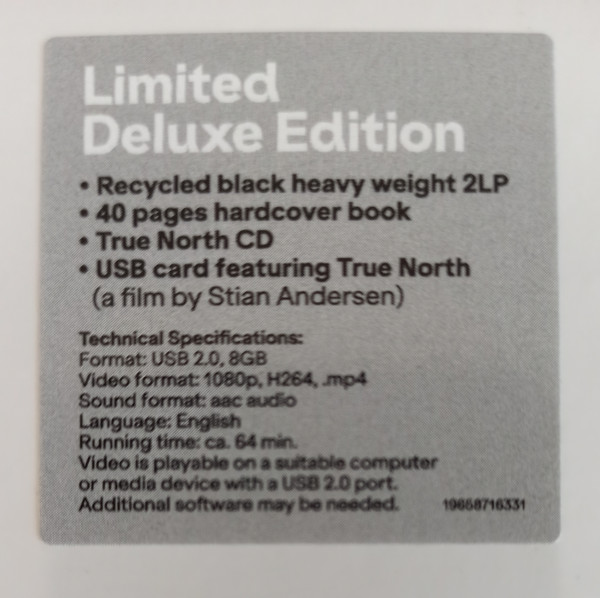 Limited
Deluxe Edition
• Recycled black heavy weight 2LP
• 40 pages hardcover book
• True North CD
• USB card featuring True North
(a film by Stian Andersen)
Technical Specifications:
Format: USB 2.0, 8GB
Video format: 1080p, H264, .mp4
Sound format: aac audio
Language: English
Running time: ca. 64 min.
Video is playable on a suitable computer
or media device with a USB 2.0 port.
Additional software may be needed. 19658716331